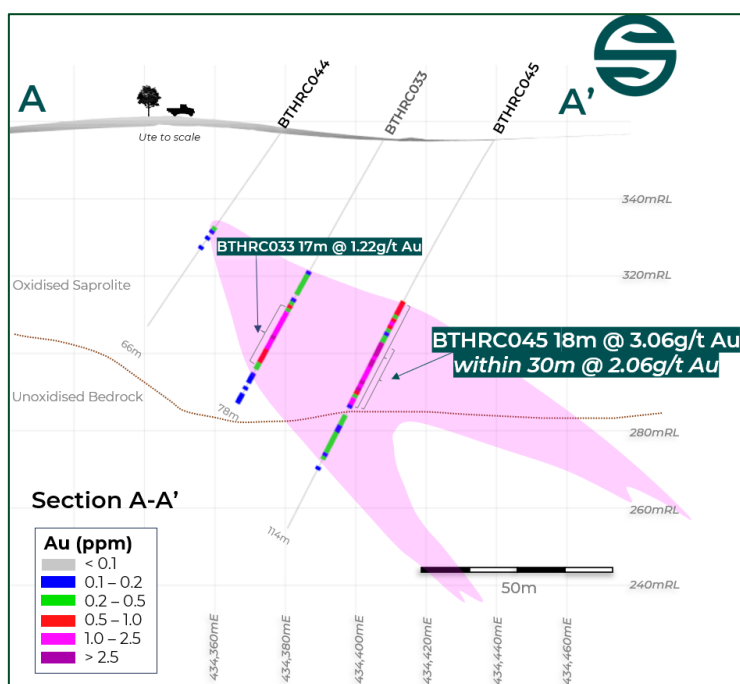 A
A'
BTHRC044
BTHRC033
BTHRC045
Ute to scale
340mRL
BTHRC033 17m @ 1.22g/t Au
320mRL
Oxidised Saprolite
66m
BTHRC045 18m @ 3.06g/t Au
within 30m @ 2.06g/t Au
Unoxidised Bedrock
78m
280mRL
Section A-A'
260mRL
114m
Au (ppm)
< 0.1
0.1 – 0.2
0.2 – 0.5
0.5 – 1.0
1.0 – 2.5
> 2.5
50m
240mRL
434,360mE
434,380mE
434,400mE
434,420mE
434,440mE
434,460mE